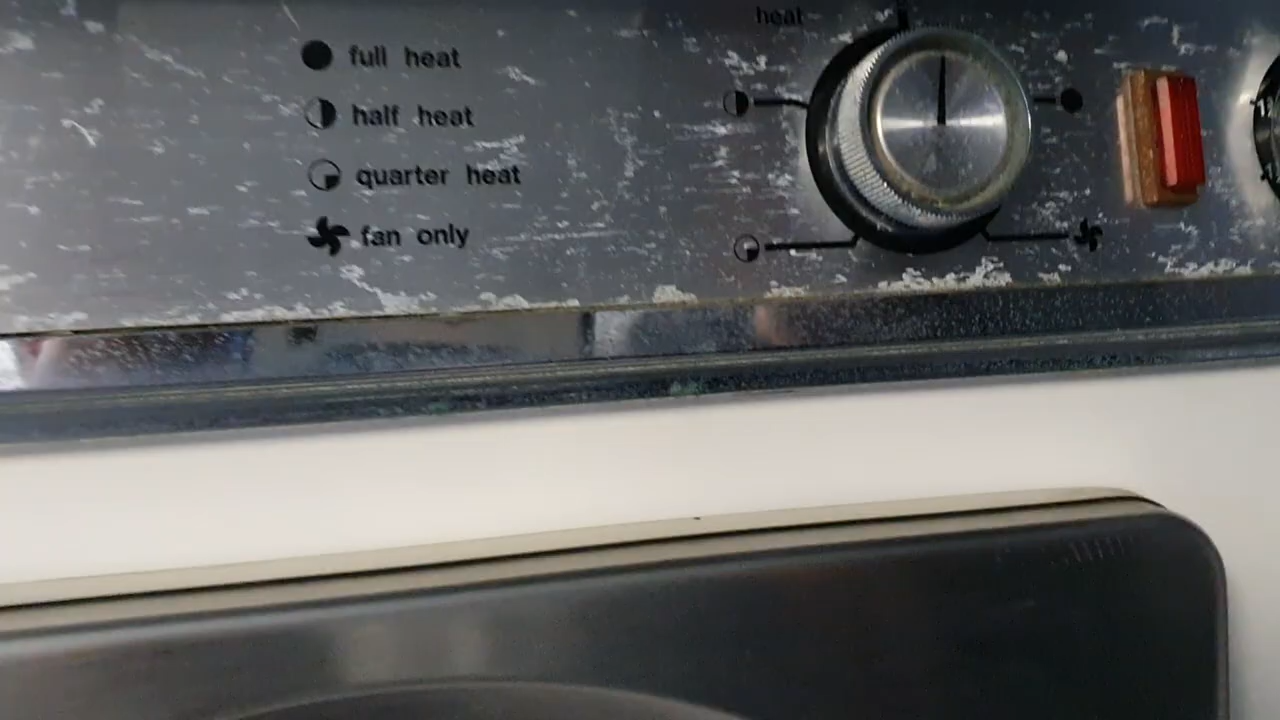 heat
full heat
half heat
quarter heat
fan only